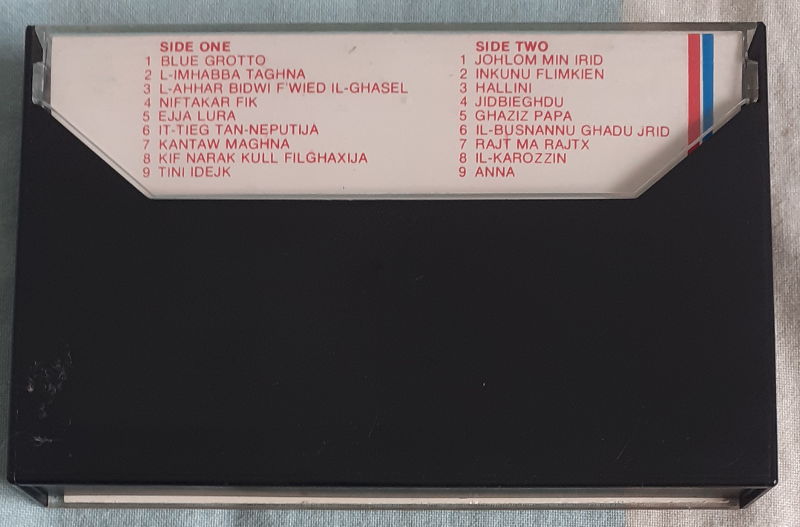 SIDE ONE
1 BLUE GROTTO
2 L-IMHABBA TAGHNA
3 L-AHHAR BIDWI F'WIED IL-GHASEL
4 NIFTAKAR FIK
5 EJJA LURA
6 IT-TIEG TAN-NEPUTIJA
7 KANTAW MAGHNA
8 KIF NARAK KULL FILGHAXIJA
9 TINI IDEJK
SIDE TWO
1 JOHLOM MIN IRID
2 INKUNU FLIMKIEN
3 HALLINI
4 JIDBIEGHDU
5 GHAZIZ PAPA
6 IL-BUSNANNU GHADU JRID
7 RAJT MA RAJTX
8 IL-KAROZZIN
9 ANNA